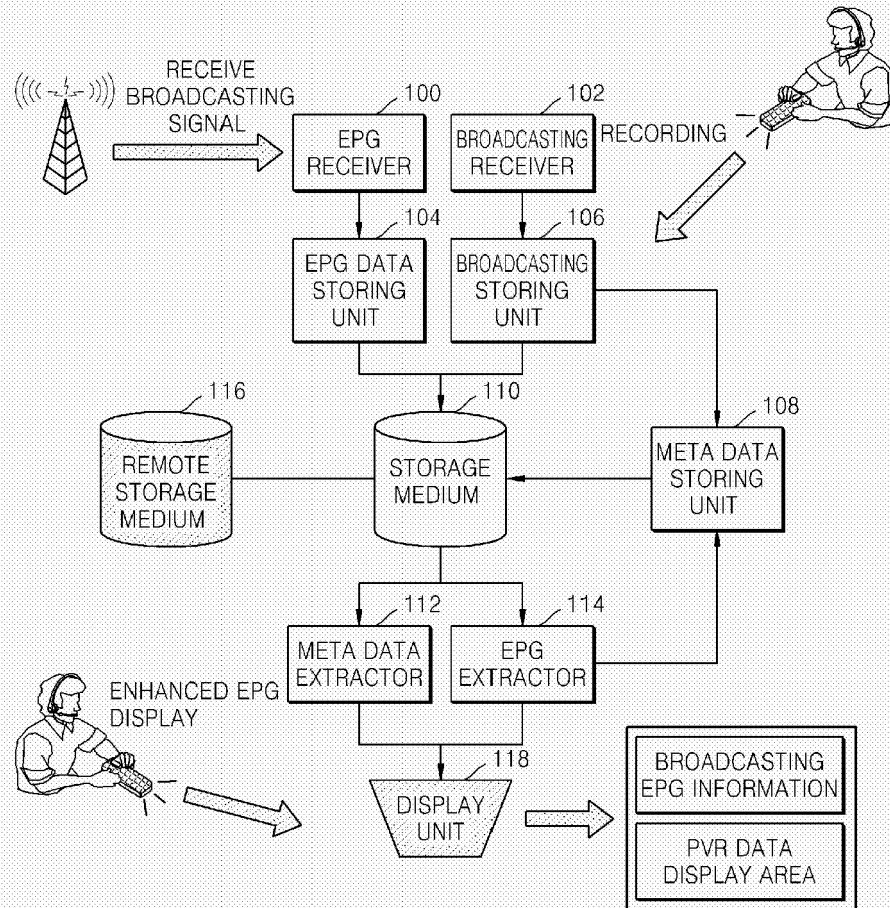 RECEIVE
BROADCASTING
SIGNAL
100
EPG
RECEIVER
102
BROADCASTING
RECEIVER
RECORDING
104
EPG DATA
STORING
UNIT
106
BROADCASTING
STORING
UNIT
116
REMOTE
STORAGE
MEDIUM
110
STORAGE
MEDIUM
108
META DATA
STORING
UNIT
112
META DATA
EXTRACTOR
114
EPG
EXTRACTOR
ENHANCED EPG
DISPLAY
118
DISPLAY
UNIT
BROADCASTING
EPG INFORMATION
PVR DATA
DISPLAY AREA